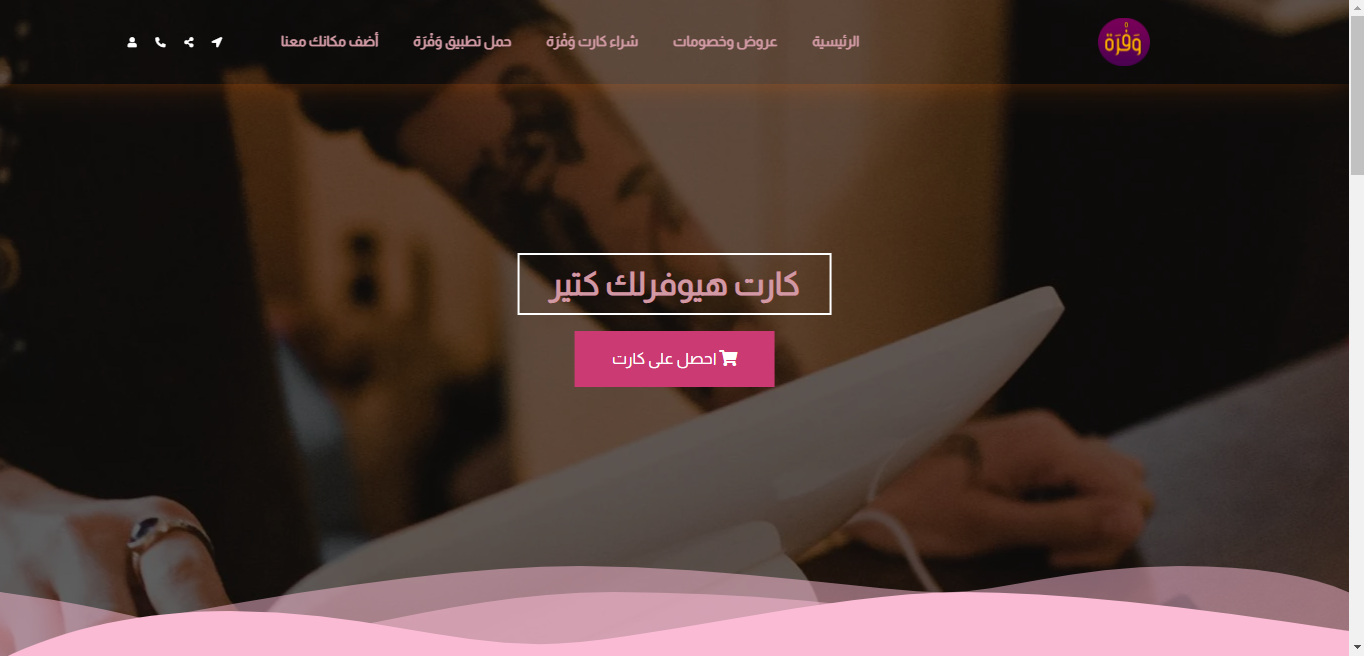 وَفْرَة
الرئيسية
عروض وخصومات
شراء كارت وَفْرَة
حمل تطبيق وَفْرَة
أضف مكانك معنا
كارت هيوفرلك كتير
احصل على كارت